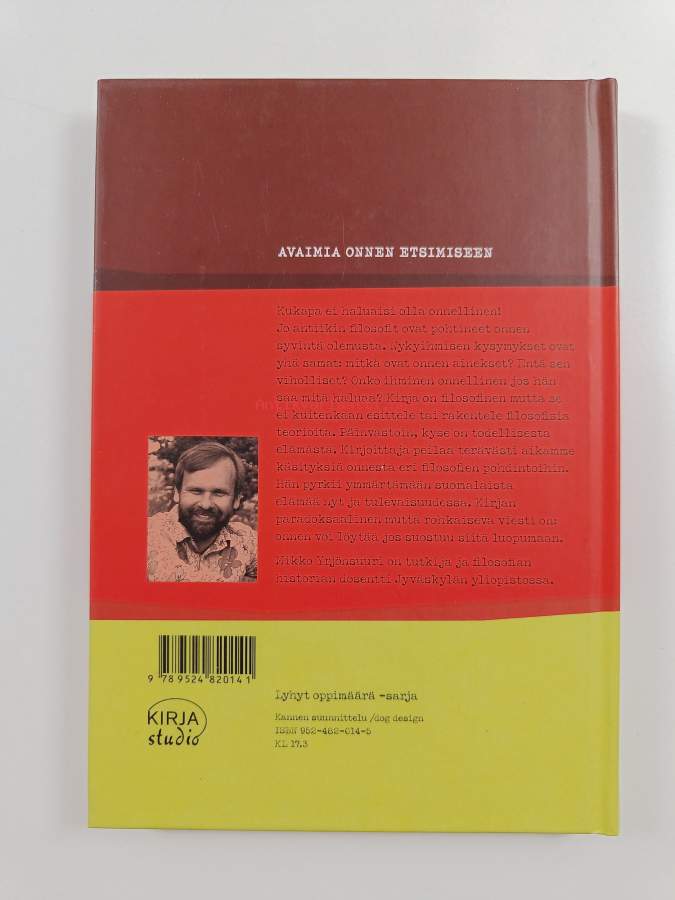 AVAIMIA ONNEN ETSIMISEEN
Kukapa ei haluaisi olla onnellinen!
Jo antiikin filosofit ovat pohtineet onnen
syvintä olemusta. Nykyihmisen kysymykset ovat
yhä samat: mitkä ovat onnen ainekset? Entä sen
viholliset? Onko ihminen onnellinen jos hän
saa mitä haluaa? Kirja on filosofinen mutta se
ei kuitenkaan esittele tai rakentele filosofisia
teorioita. Päinvastoin, kyse on todellisesta
elämästä. Kirjoittaja peilaa terävästi aikamme
käsityksiä onnesta eri filosofien pohdintoihin.
Hän pyrkii ymmärtämään suomalaista
elämää nyt ja tulevaisuudessa. Kirjan
paradoksaalinen mutta rohkaiseva viesti on:
onnen voi löytää jos suostuu siitä luopumaan.
Mikko Yrjönsuuri on tutkija ja filosofian
historian dosentti Jyväskylän yliopistossa.
9 789524 820141
KIRJA
studio
Lyhyt oppimäärä -sarja
Kannen suunnittelu /dog design
ISBN 952-482-014-5
KL 17.3